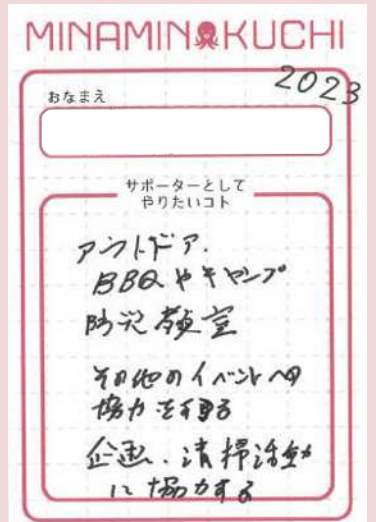 MINAMINOKUCHI
2023
おなまえ
サポーターとして
やりたいコト
アウトドア.
BBQやキャンプ
防災教室
その他のイベントへの
協力をする
企画、清掃活動
に協力する